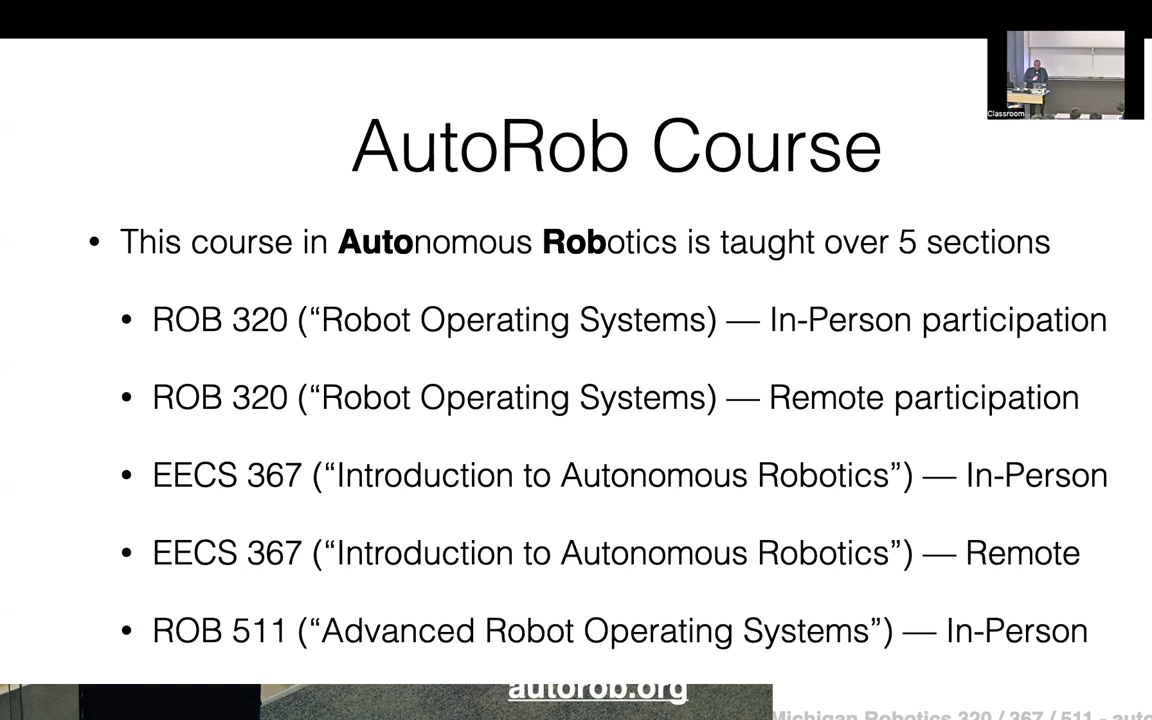 Classroom
AutoRob Course
• This course in Autonomous Robotics is taught over 5 sections
• ROB 320 (“Robot Operating Systems) — In-Person participation
• ROB 320 (“Robot Operating Systems) — Remote participation
• EECS 367 (“Introduction to Autonomous Robotics”) — In-Person
• EECS 367 (“Introduction to Autonomous Robotics”) — Remote
• ROB 511 (“Advanced Robot Operating Systems”) — In-Person
autorob.org
Michigan Robotics 320 / 367 / 511 - auto